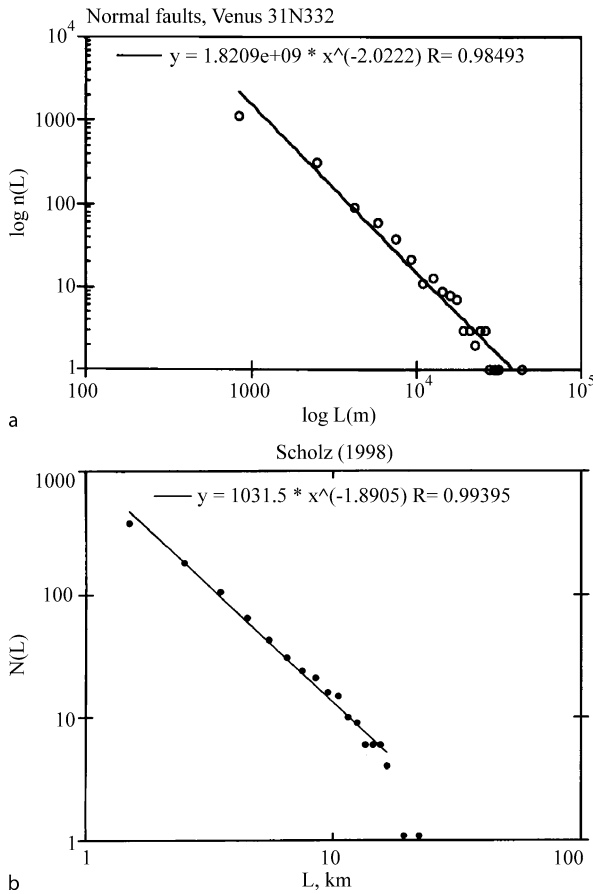 Normal faults, Venus 31N332
10^4
y = 1.8209e+09 * x^(-2.0222) R= 0.98493
1000
100
10
1
log n(L)
100
1000
10^4
10^5
log L(m)
a
Scholz (1998)
1000
y = 1031.5 * x^(-1.8905) R= 0.99395
100
10
1
N(L)
1
10
100
L, km
b